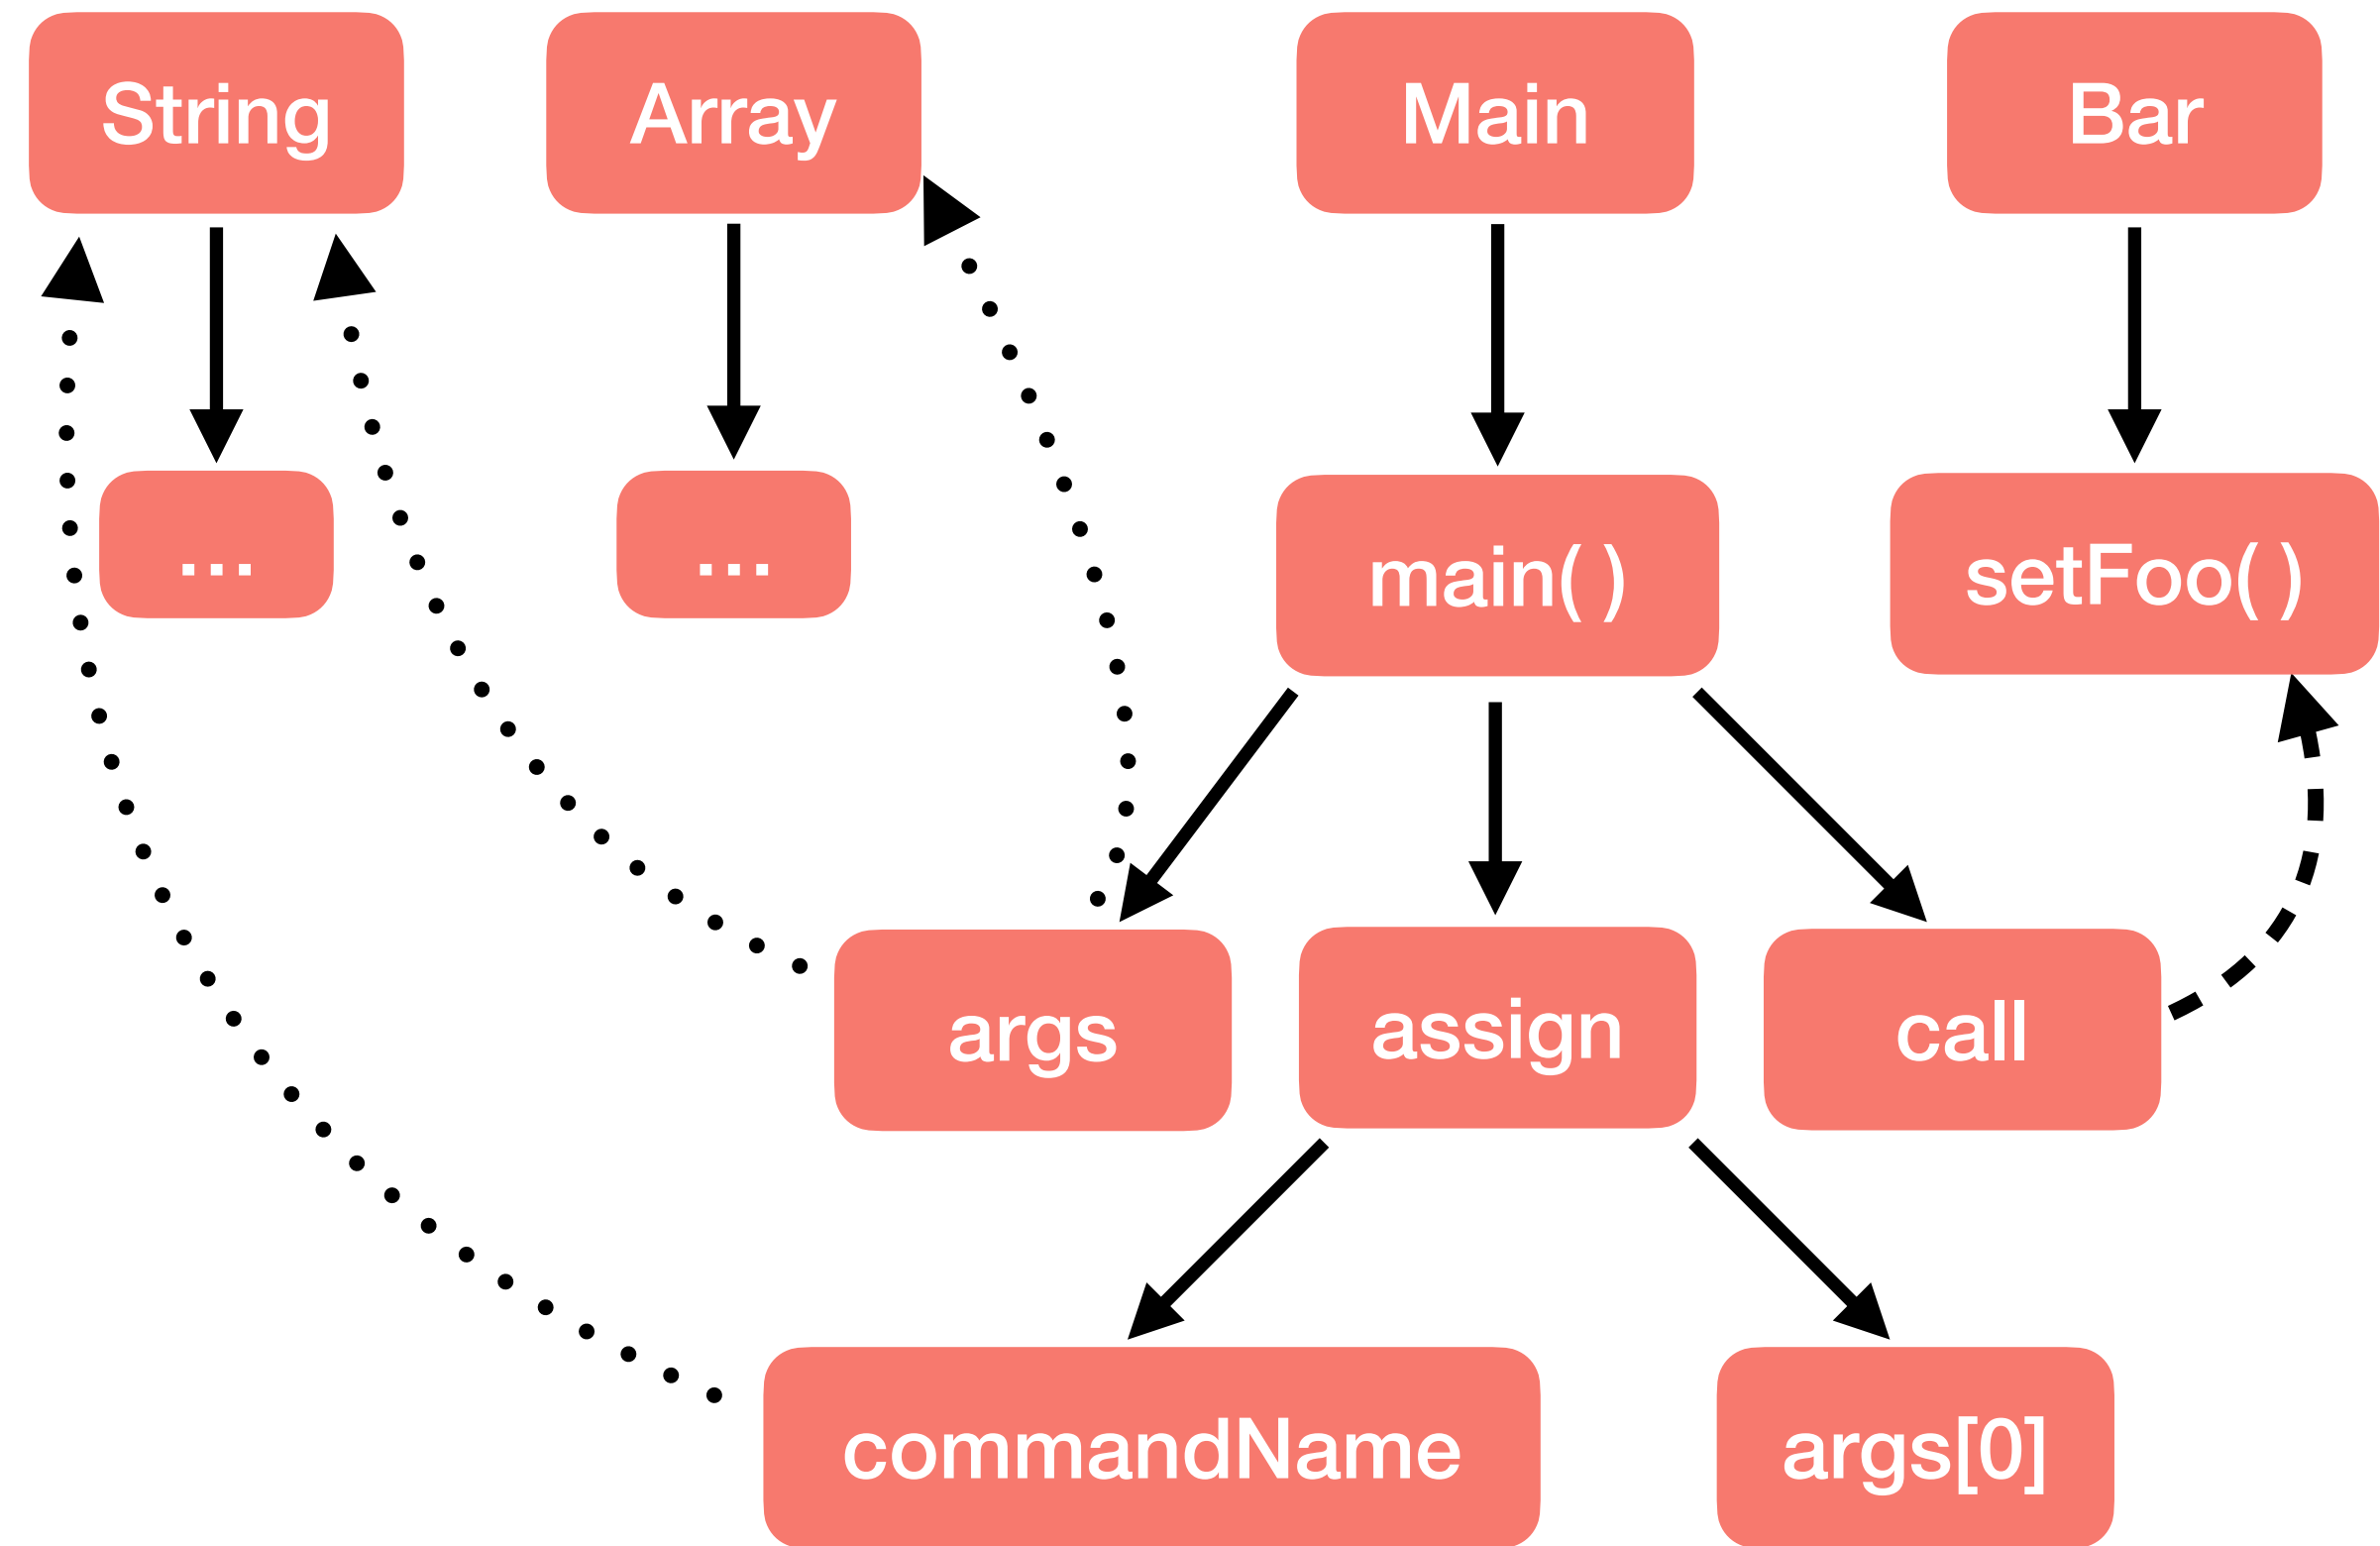 String
Array
Main
Bar
...
...
main( )
setFoo( )
args
assign
call
commandName
args[0]